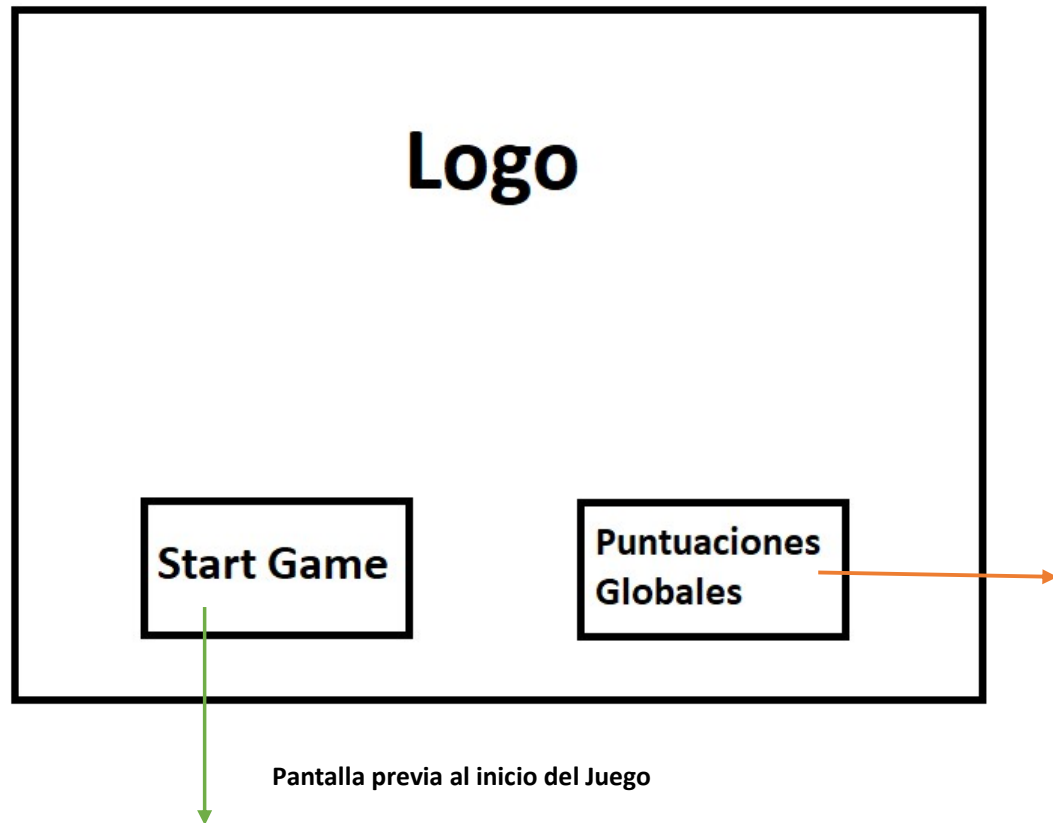 Logo
Start Game
Puntuaciones
Globales
Pantalla previa al inicio del Juego